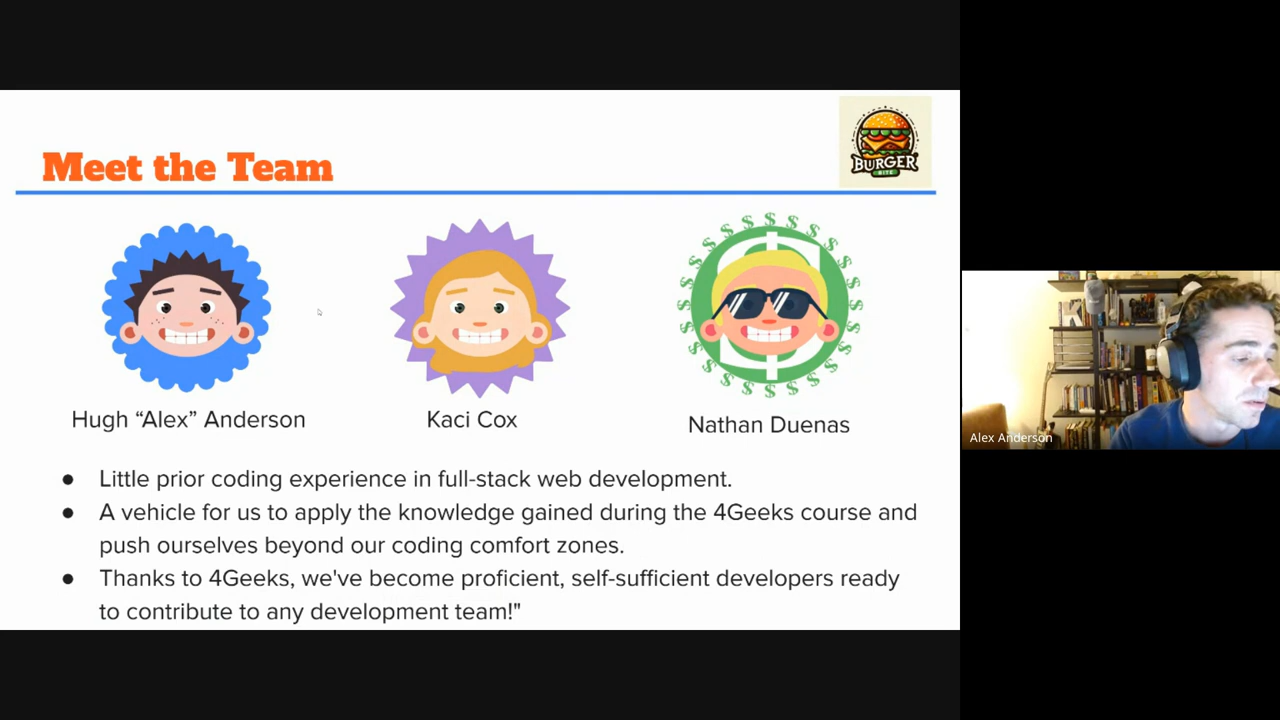 Meet the Team
BURGER
BITE
Hugh “Alex” Anderson
Kaci Cox
Nathan Duenas
● Little prior coding experience in full-stack web development.
● A vehicle for us to apply the knowledge gained during the 4Geeks course and
push ourselves beyond our coding comfort zones.
● Thanks to 4Geeks, we've become proficient, self-sufficient developers ready
to contribute to any development team!"
Alex Anderson